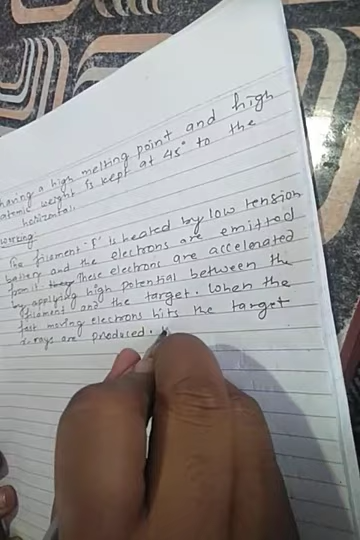 having a high melting point and high
atomic weight is kept at 45° to the
horizontal.
working:
The filament 'F' is heated by low tension
battery and the electrons are emitted
from it. These electrons are accelerated
by applying high potential between the
filament and the target. When the
fast moving electrons hits the target
x-rays are produced.